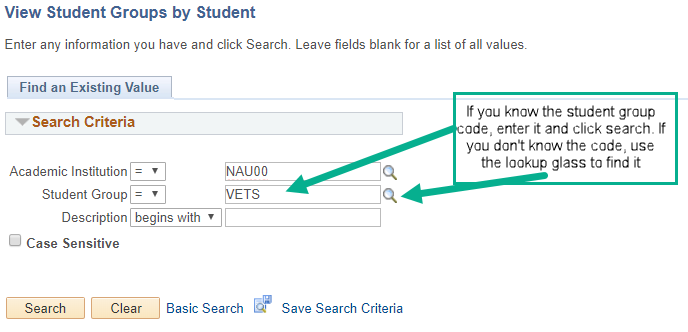 View Student Groups by Student
Enter any information you have and click Search. Leave fields blank for a list of all values.
Find an Existing Value
Search Criteria
If you know the student group
code, enter it and click search. If
you don't know the code, use
the lookup glass to find it
Academic Institution = NAU00
Student Group = VETS
Description begins with
Case Sensitive
Search Clear Basic Search Save Search Criteria